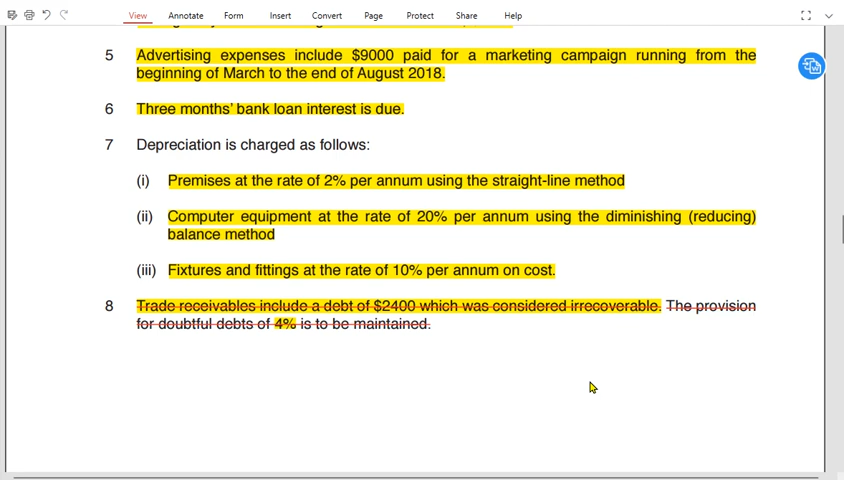 View Annotate Form Insert Convert Page Protect Share Help
5 Advertising expenses include $9000 paid for a marketing campaign running from the
beginning of March to the end of August 2018.
6 Three months' bank loan interest is due.
7 Depreciation is charged as follows:
(i) Premises at the rate of 2% per annum using the straight-line method
(ii) Computer equipment at the rate of 20% per annum using the diminishing (reducing)
balance method
(iii) Fixtures and fittings at the rate of 10% per annum on cost.
8 Trade receivables include a debt of $2400 which was considered irrecoverable. The provision
for doubtful debts of 4% is to be maintained.